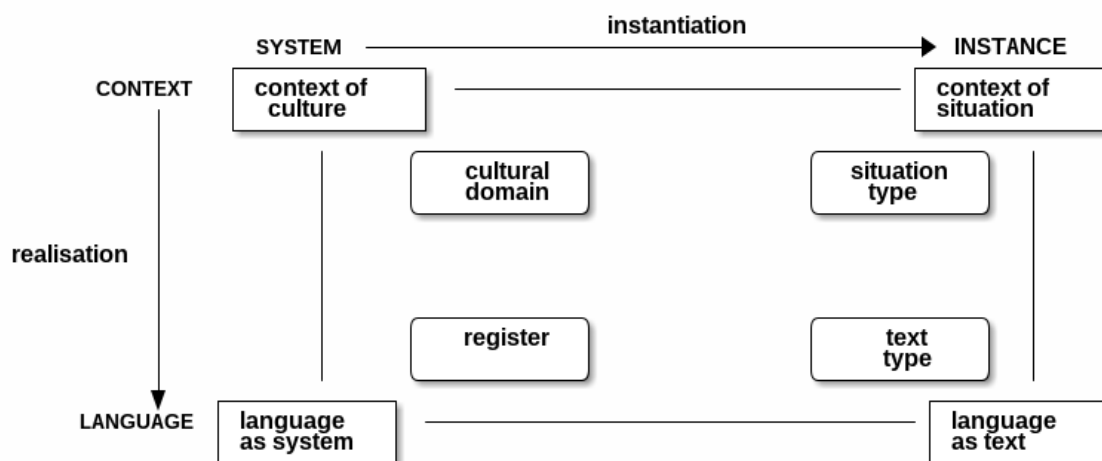 instantiation
SYSTEM
INSTANCE
CONTEXT
context of
culture
context of
situation
cultural
domain
situation
type
realisation
register
text
type
LANGUAGE
language
as system
language
as text